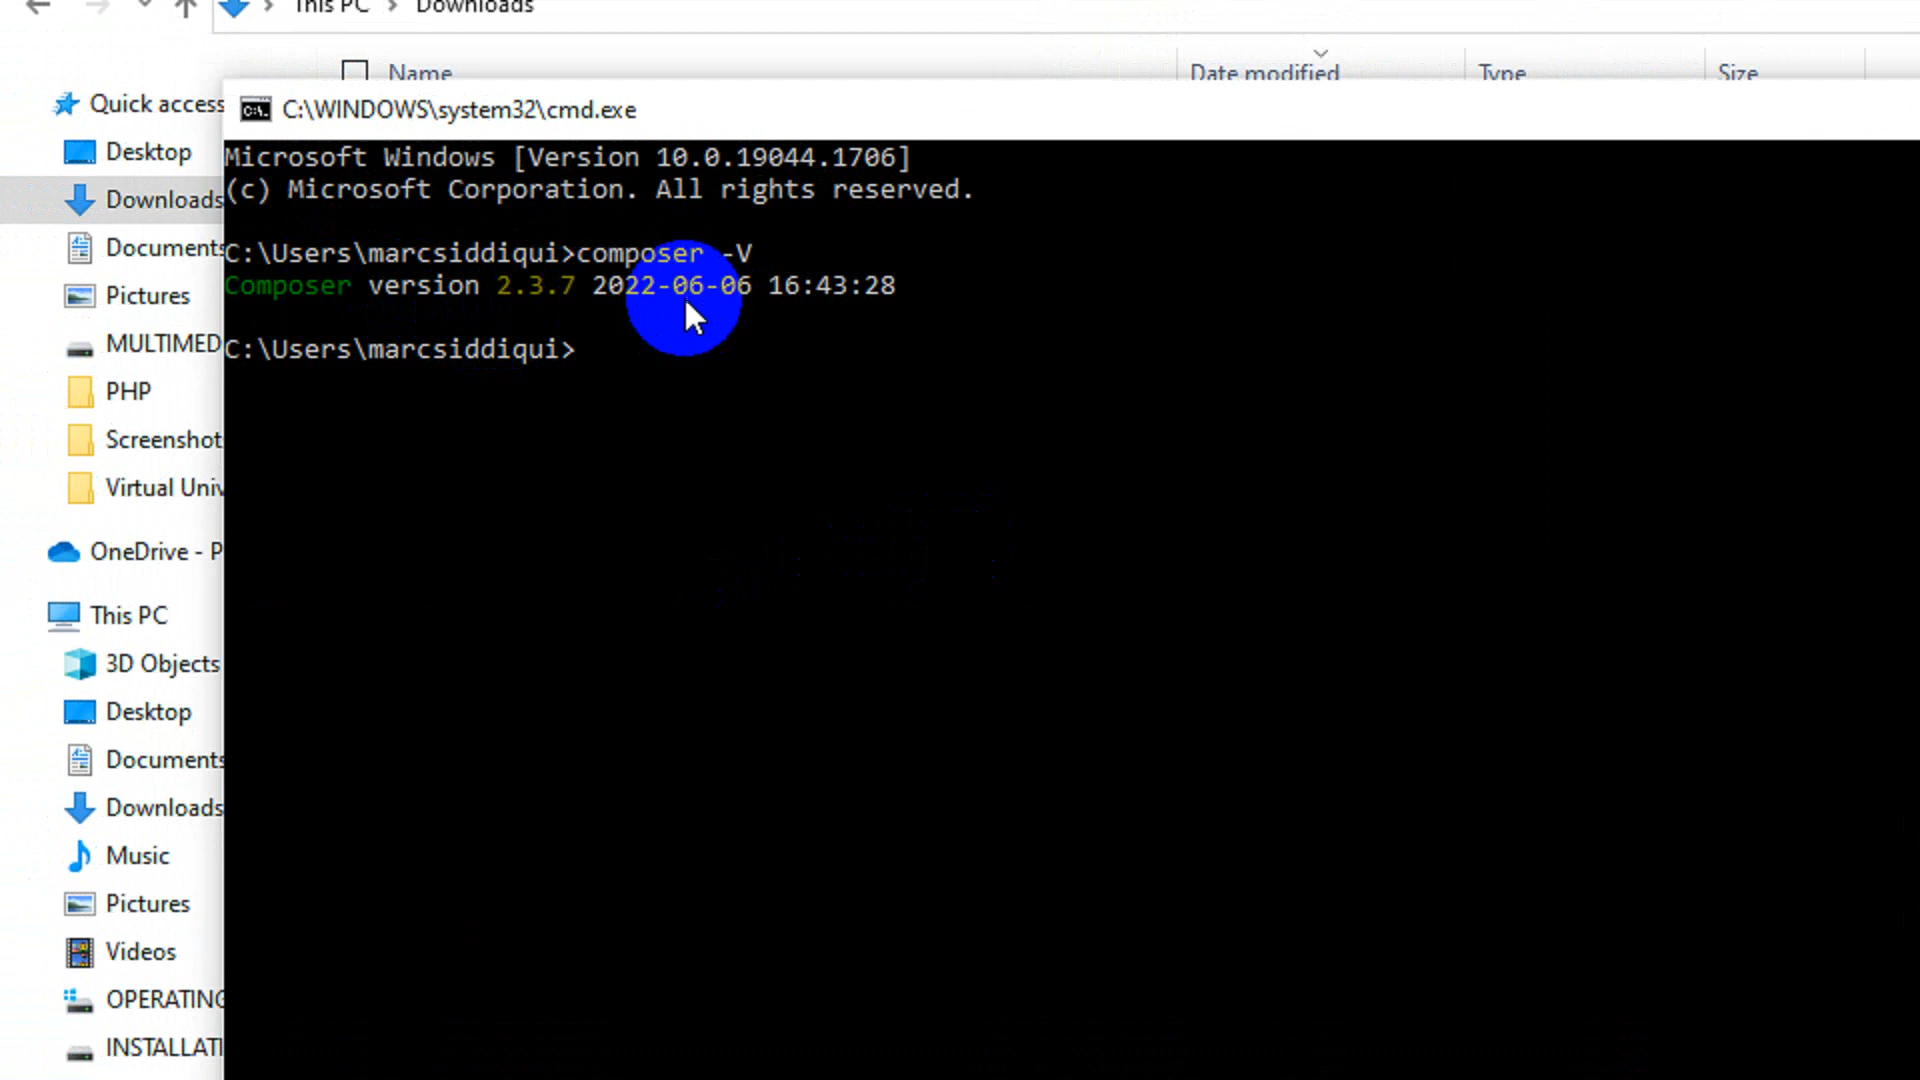 This PC > Downloads
Name
Date modified
Type
Size
Quick access
Desktop
Downloads
Documents
Pictures
MULTIMED
PHP
Screenshot
Virtual Univ
OneDrive - P
This PC
3D Objects
Desktop
Documents
Downloads
Music
Pictures
Videos
OPERATING
INSTALLATI
C:\WINDOWS\system32\cmd.exe
Microsoft Windows [Version 10.0.19044.1706]
(c) Microsoft Corporation. All rights reserved.
C:\Users\marcsiddiqui>composer -V
Composer version 2.3.7 2022-06-06 16:43:28
C:\Users\marcsiddiqui>